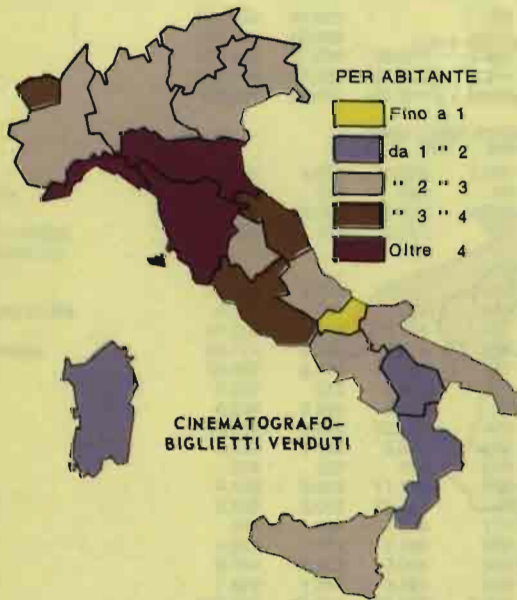 PER ABITANTE
Fino a 1
da 1 " 2
" 2 " 3
" 3 " 4
Oltre 4
CINEMATOGRAFO-
BIGLIETTI VENDUTI